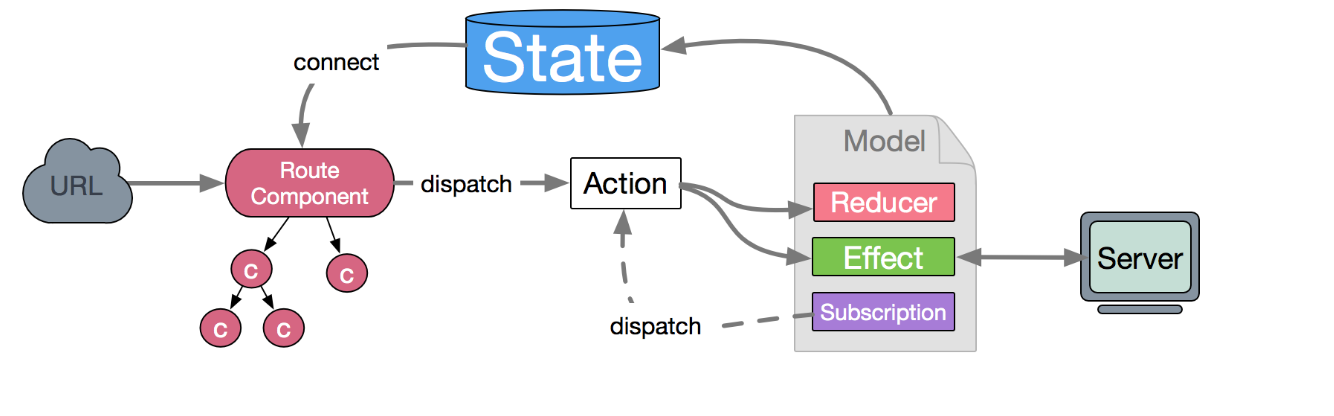 State
connect
Model
Route
Component
URL
dispatch
Action
Reducer
Effect
Server
Subscription
dispatch
C
C
C
C